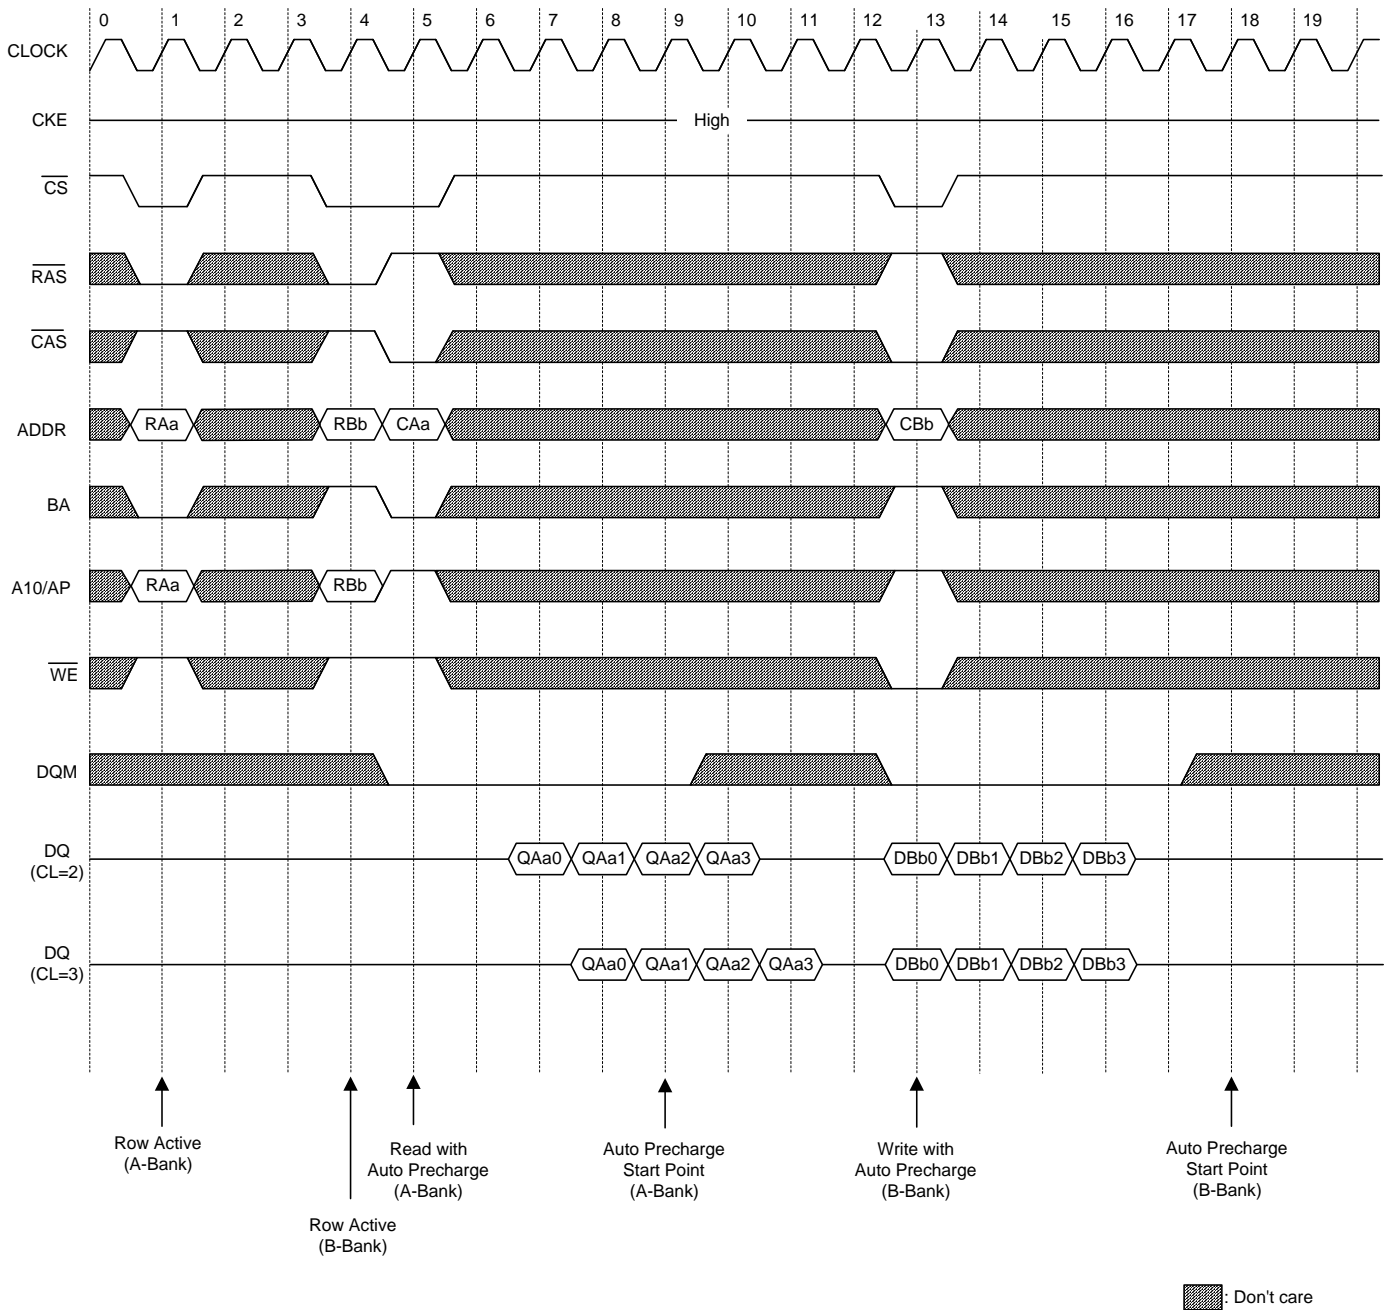 0 1 2 3 4 5 6 7 8 9 10 11 12 13 14 15 16 17 18 19
CLOCK
CKE High
CS
RAS
CAS
ADDR RAa RBb CAa CBb
BA
A10/AP RAa RBb
WE
DQM
DQ
(CL=2)
QAa0 QAa1 QAa2 QAa3 DBb0 DBb1 DBb2 DBb3
DQ
(CL=3)
QAa0 QAa1 QAa2 QAa3 DBb0 DBb1 DBb2 DBb3
Row Active
(A-Bank)
Row Active
(B-Bank)
Read with
Auto Precharge
(A-Bank)
Auto Precharge
Start Point
(A-Bank)
Write with
Auto Precharge
(B-Bank)
Auto Precharge
Start Point
(B-Bank)
: Don't care